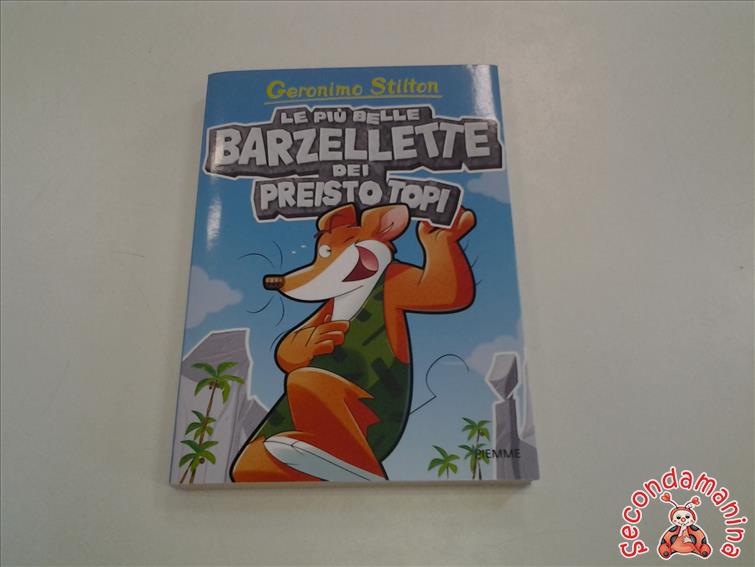 Geronimo Stilton
LE PIÙ BELLE
BARZELLETTE
DEI
PREISTOTOPI
PIEMME
Secondamanina